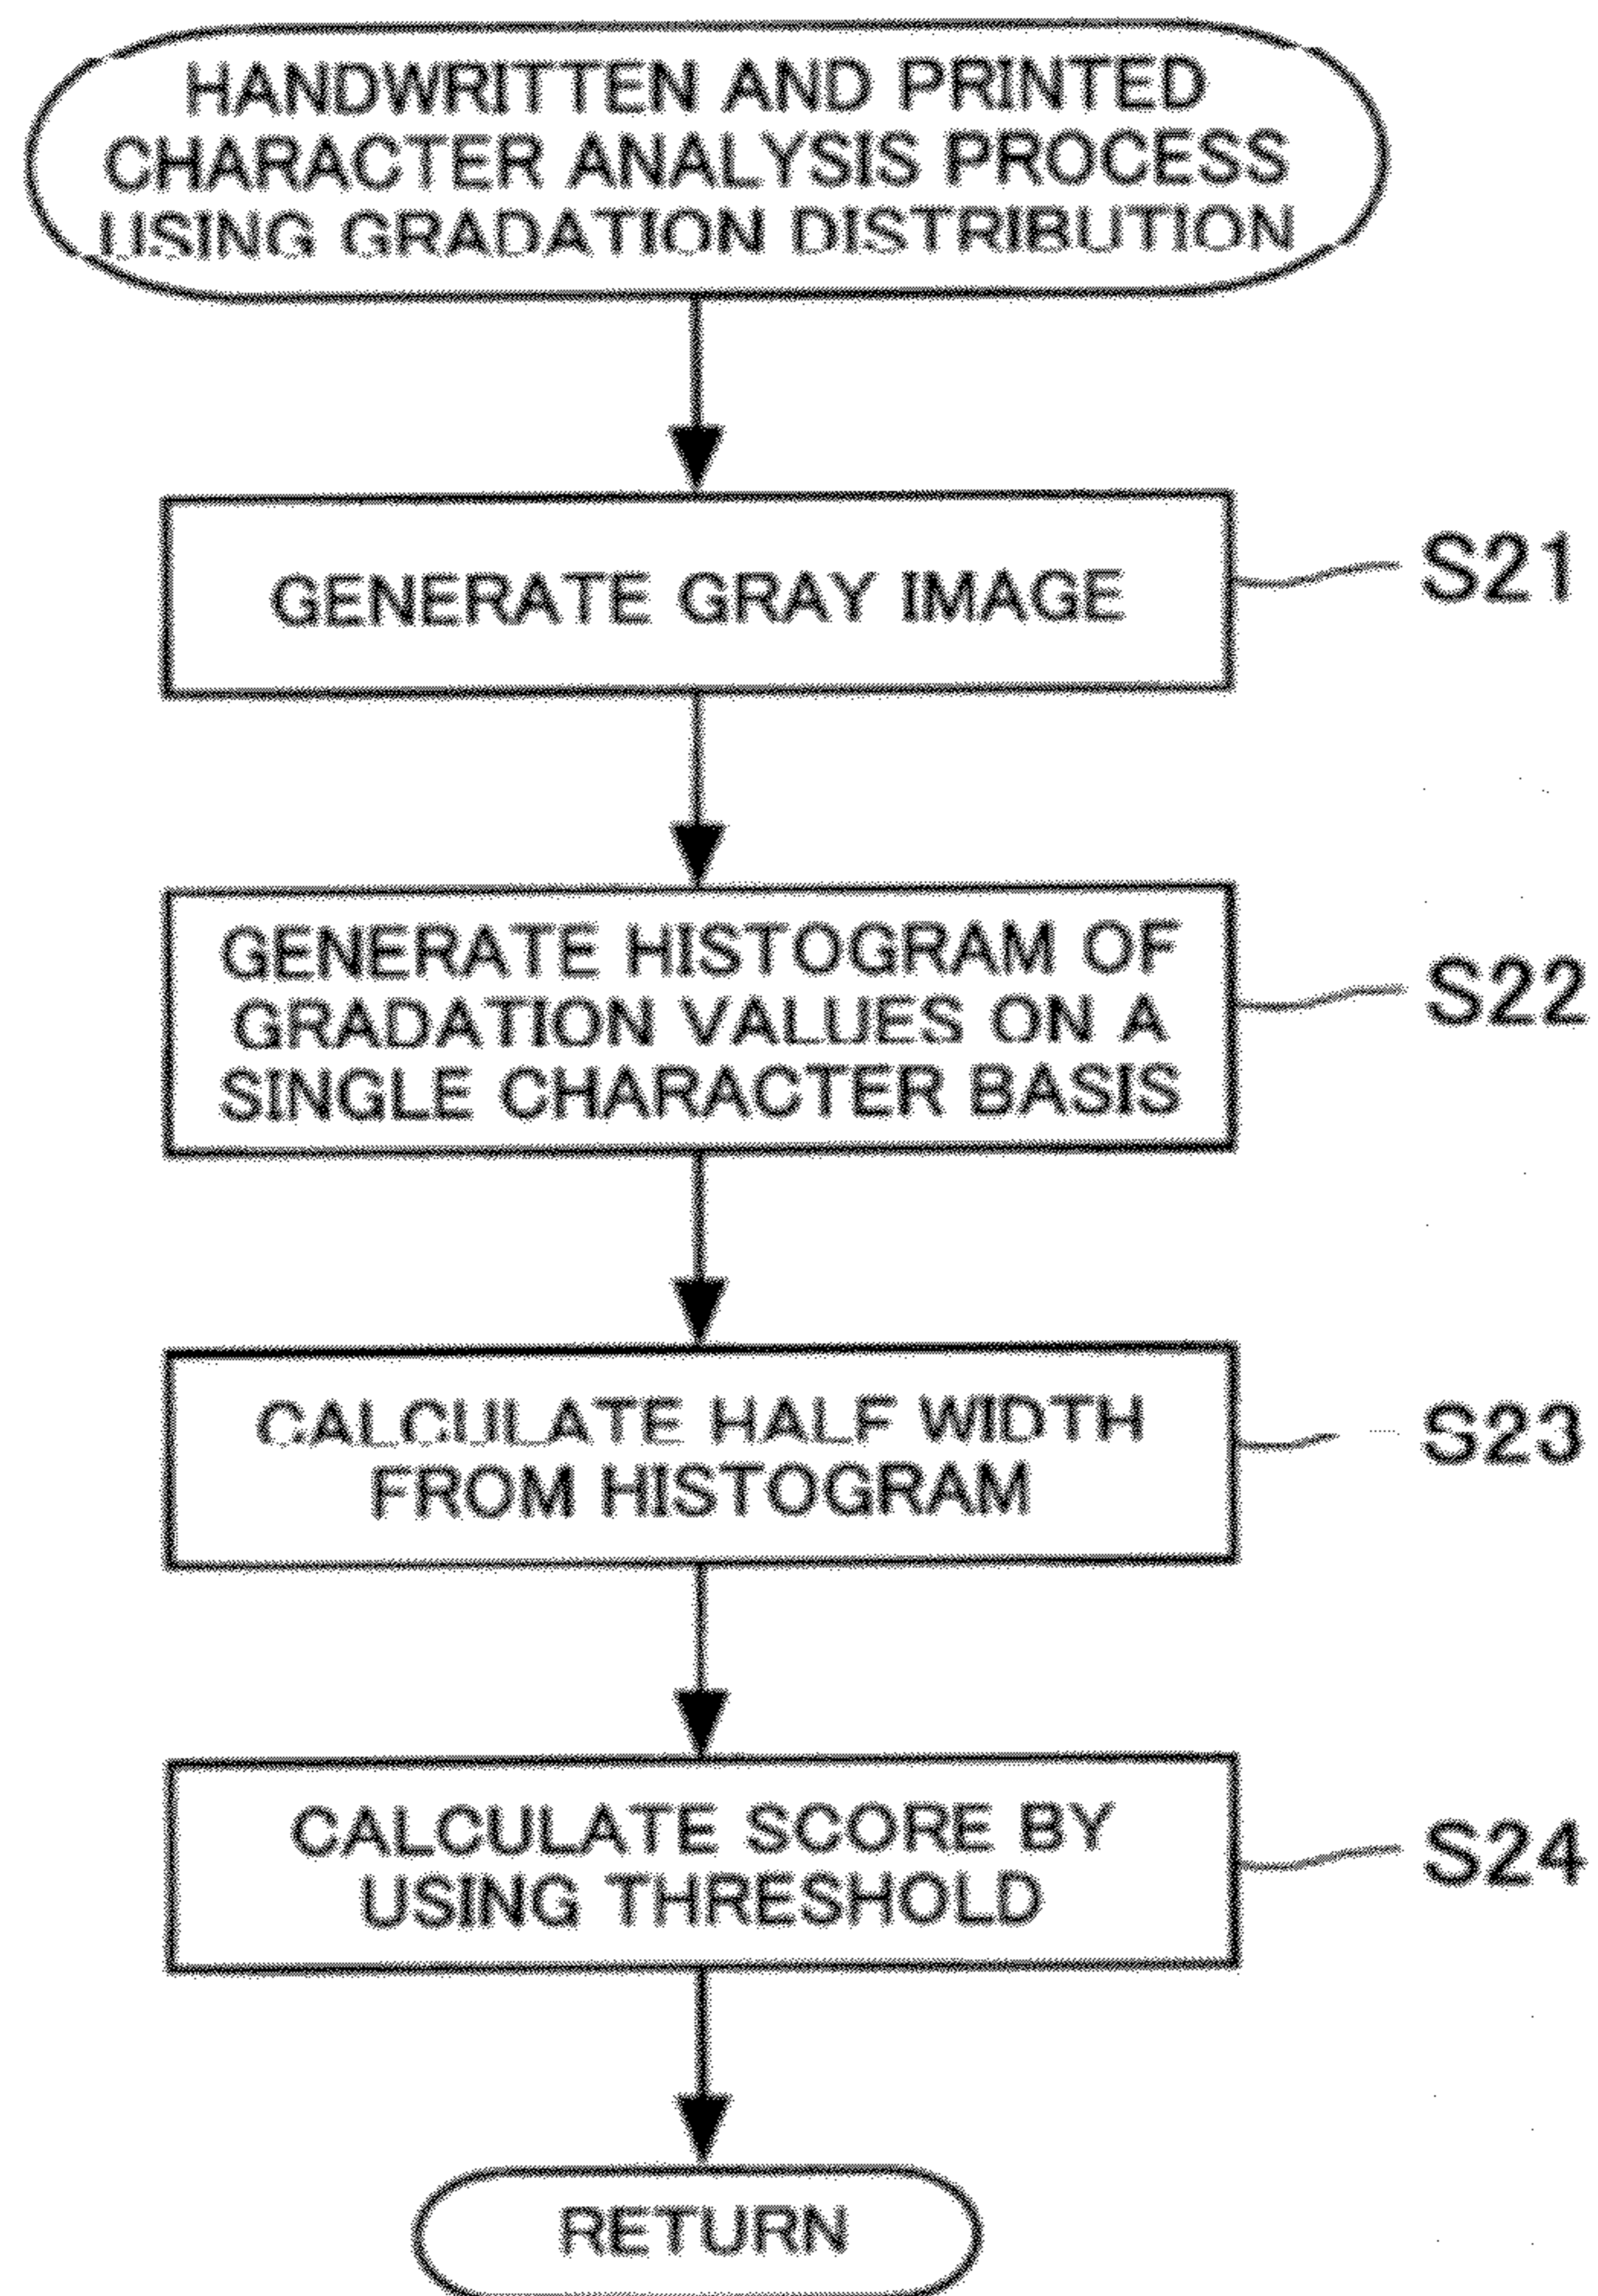 HANDWRITTEN AND PRINTED
CHARACTER ANALYSIS PROCESS
USING GRADATION DISTRIBUTION
GENERATE GRAY IMAGE
S21
GENERATE HISTOGRAM OF
GRADATION VALUES ON A
SINGLE CHARACTER BASIS
S22
CALCULATE HALF WIDTH
FROM HISTOGRAM
S23
CALCULATE SCORE BY
USING THRESHOLD
S24
RETURN